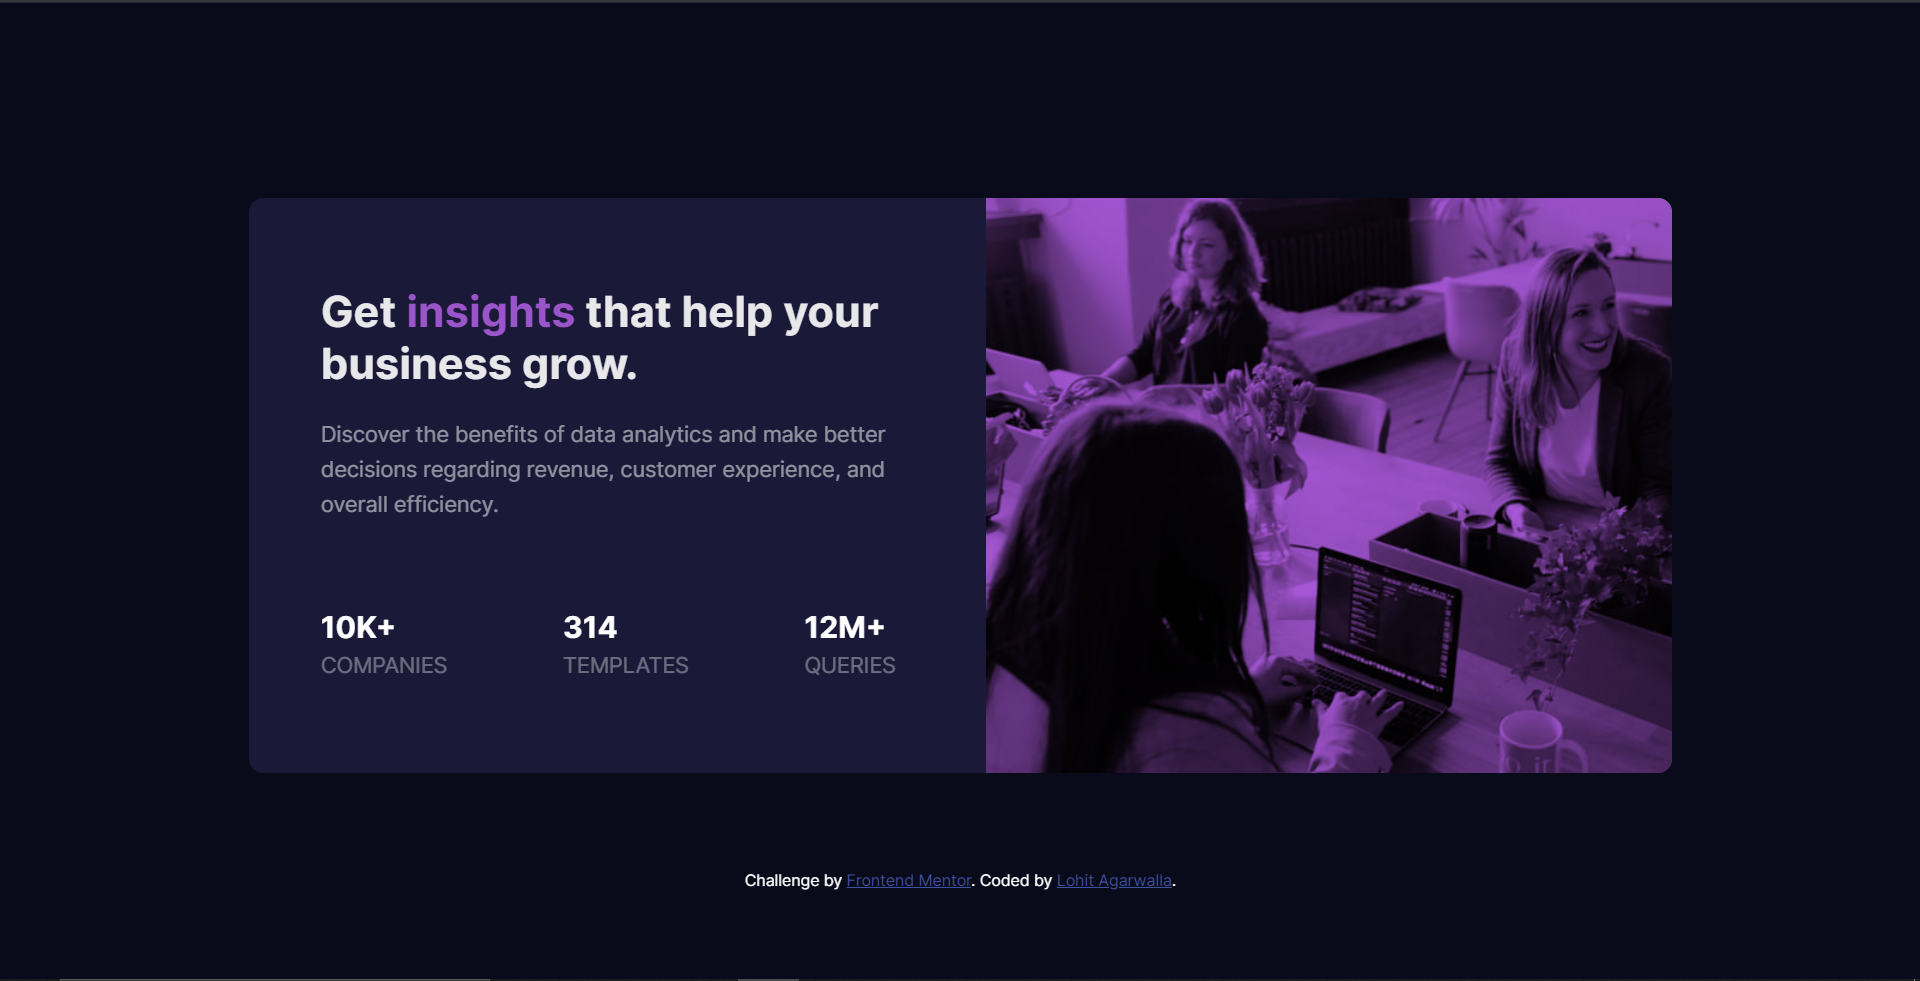 Get insights that help your
business grow.
Discover the benefits of data analytics and make better
decisions regarding revenue, customer experience, and
overall efficiency.
10K+ 314 12M+
COMPANIES TEMPLATES QUERIES
Challenge by Frontend Mentor. Coded by Lohit Agarwalla.